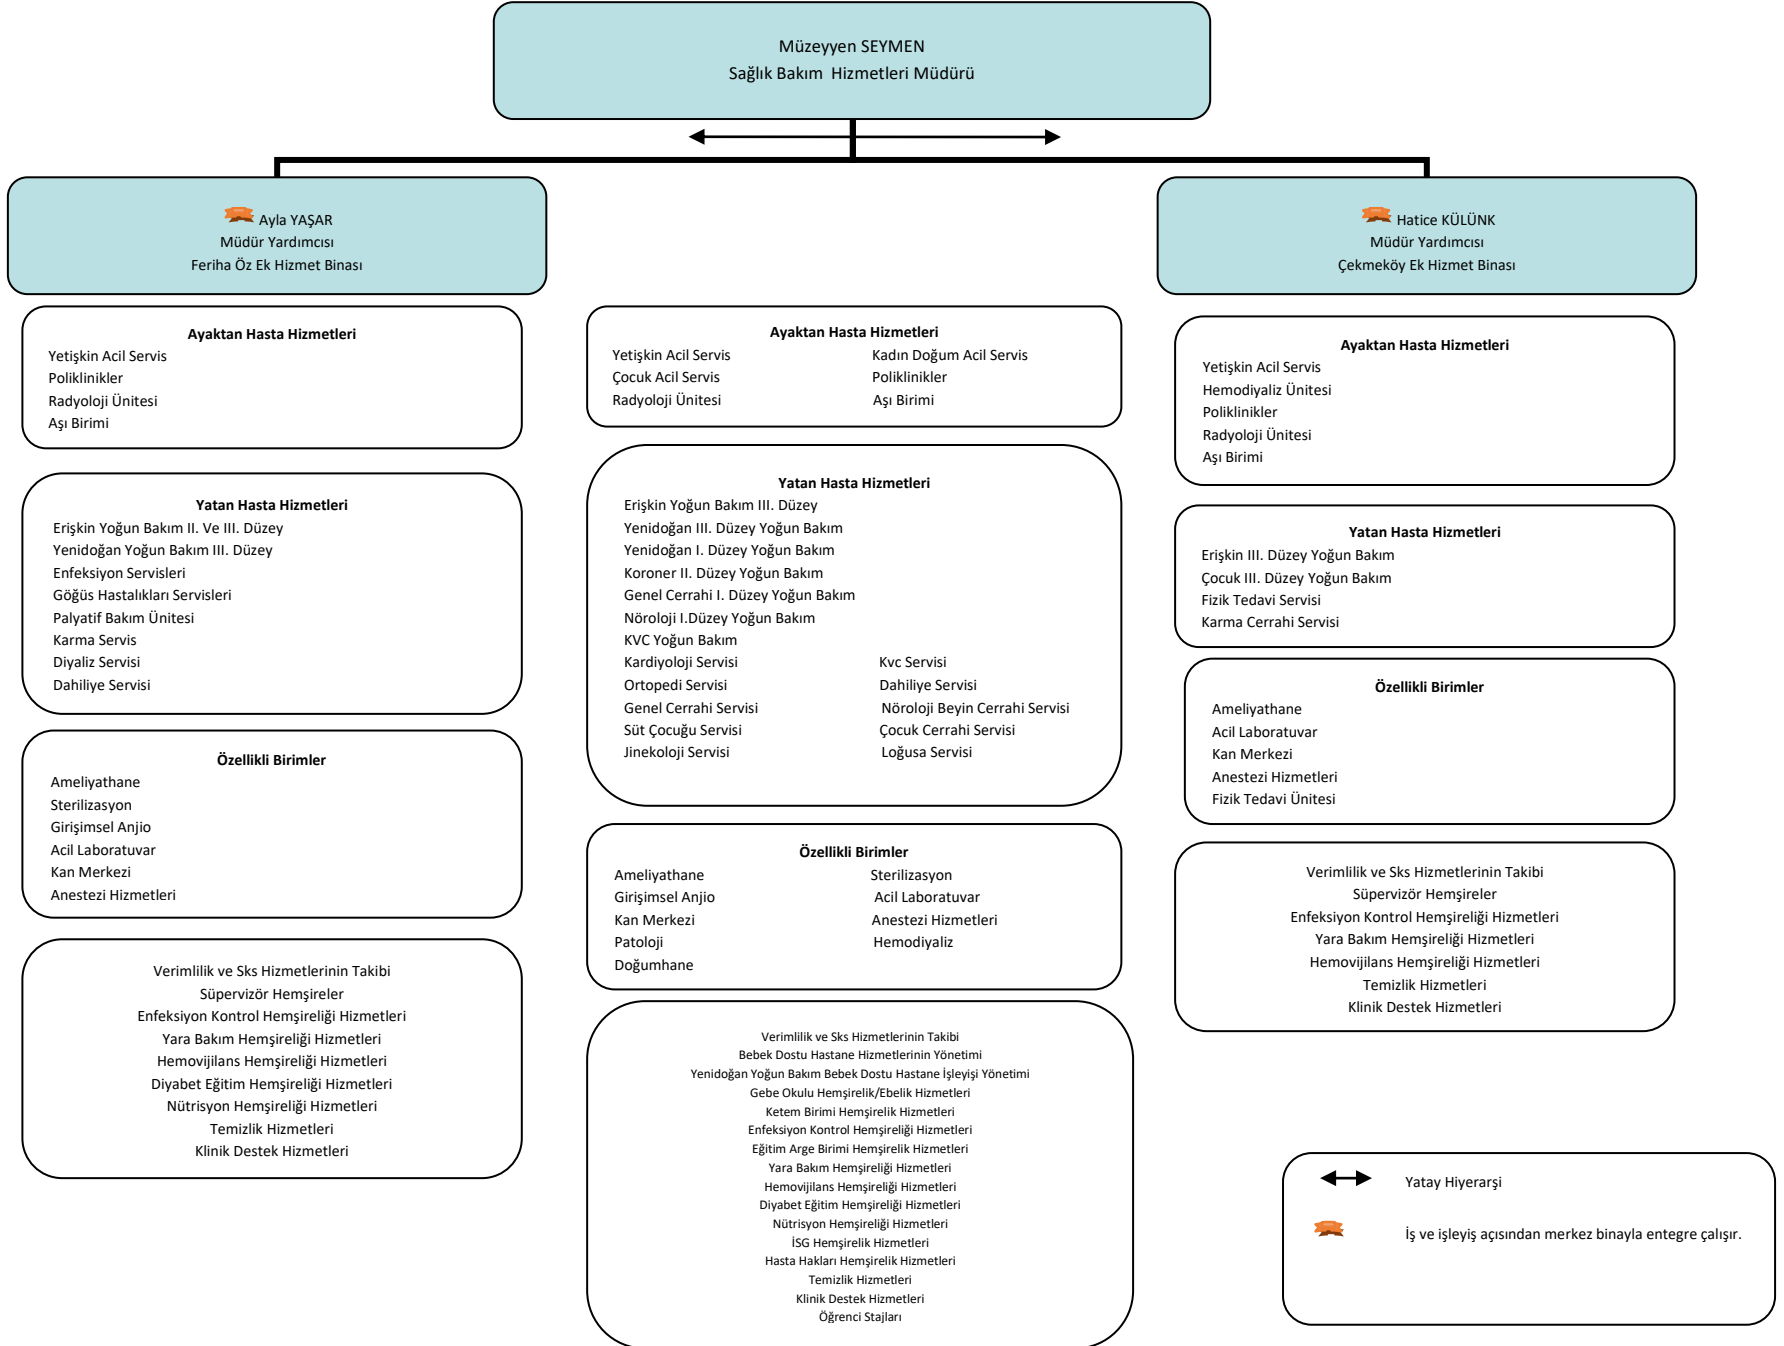 Müzeyyen SEYMEN
Sağlık Bakım Hizmetleri Müdürü
Ayla YAŞAR
Müdür Yardımcısı
Feriha Öz Ek Hizmet Binası
Hatice KÜLÜNK
Müdür Yardımcısı
Çekmeköy Ek Hizmet Binası
Ayaktan Hasta Hizmetleri
Yetişkin Acil Servis
Poliklinikler
Radyoloji Ünitesi
Aşı Birimi
Yatan Hasta Hizmetleri
Erişkin Yoğun Bakım II. Ve III. Düzey
Yenidoğan Yoğun Bakım III. Düzey
Enfeksiyon Servisleri
Göğüs Hastalıkları Servisleri
Palyatif Bakım Ünitesi
Karma Servis
Diyaliz Servisi
Dahiliye Servisi
Özellikli Birimler
Ameliyathane
Sterilizasyon
Girişimsel Anjio
Acil Laboratuvar
Kan Merkezi
Anestezi Hizmetleri
Verimlilik ve Sks Hizmetlerinin Takibi
Süpervizör Hemşireler
Enfeksiyon Kontrol Hemşireliği Hizmetleri
Yara Bakım Hemşireliği Hizmetleri
Hemovijilans Hemşireliği Hizmetleri
Diyabet Eğitim Hemşireliği Hizmetleri
Nütrisyon Hemşireliği Hizmetleri
Temizlik Hizmetleri
Klinik Destek Hizmetleri
Ayaktan Hasta Hizmetleri
Yetişkin Acil Servis Kadın Doğum Acil Servis
Çocuk Acil Servis Poliklinikler
Radyoloji Ünitesi Aşı Birimi
Yatan Hasta Hizmetleri
Erişkin Yoğun Bakım III. Düzey
Yenidoğan III. Düzey Yoğun Bakım
Yenidoğan I. Düzey Yoğun Bakım
Koroner II. Düzey Yoğun Bakım
Genel Cerrahi I. Düzey Yoğun Bakım
Nöroloji I.Düzey Yoğun Bakım
KVC Yoğun Bakım
Kardiyoloji Servisi Kvc Servisi
Ortopedi Servisi Dahiliye Servisi
Genel Cerrahi Servisi Nöroloji Beyin Cerrahi Servisi
Süt Çocuğu Servisi Çocuk Cerrahi Servisi
Jinekoloji Servisi Loğusa Servisi
Özellikli Birimler
Ameliyathane Sterilizasyon
Girişimsel Anjio Acil Laboratuvar
Kan Merkezi Anestezi Hizmetleri
Patoloji Hemodiyaliz
Doğumhane
Verimlilik ve Sks Hizmetlerinin Takibi
Bebek Dostu Hastane Hizmetlerinin Yönetimi
Yenidoğan Yoğun Bakım Bebek Dostu Hastane İşleyişi Yönetimi
Gebe Okulu Hemşirelik/Ebelik Hizmetleri
Ketem Birimi Hemşirelik Hizmetleri
Enfeksiyon Kontrol Hemşireliği Hizmetleri
Eğitim Arge Birimi Hemşirelik Hizmetleri
Yara Bakım Hemşireliği Hizmetleri
Hemovijilans Hemşireliği Hizmetleri
Diyabet Eğitim Hemşireliği Hizmetleri
Nütrisyon Hemşireliği Hizmetleri
İSG Hemşirelik Hizmetleri
Hasta Hakları Hemşirelik Hizmetleri
Temizlik Hizmetleri
Klinik Destek Hizmetleri
Öğrenci Stajları
Ayaktan Hasta Hizmetleri
Yetişkin Acil Servis
Hemodiyaliz Ünitesi
Poliklinikler
Radyoloji Ünitesi
Aşı Birimi
Yatan Hasta Hizmetleri
Erişkin III. Düzey Yoğun Bakım
Çocuk III. Düzey Yoğun Bakım
Fizik Tedavi Servisi
Karma Cerrahi Servisi
Özellikli Birimler
Ameliyathane
Acil Laboratuvar
Kan Merkezi
Anestezi Hizmetleri
Fizik Tedavi Ünitesi
Verimlilik ve Sks Hizmetlerinin Takibi
Süpervizör Hemşireler
Enfeksiyon Kontrol Hemşireliği Hizmetleri
Yara Bakım Hemşireliği Hizmetleri
Hemovijilans Hemşireliği Hizmetleri
Temizlik Hizmetleri
Klinik Destek Hizmetleri
Yatay Hiyerarşi
İş ve işleyiş açısından merkez binayla entegre çalışır.